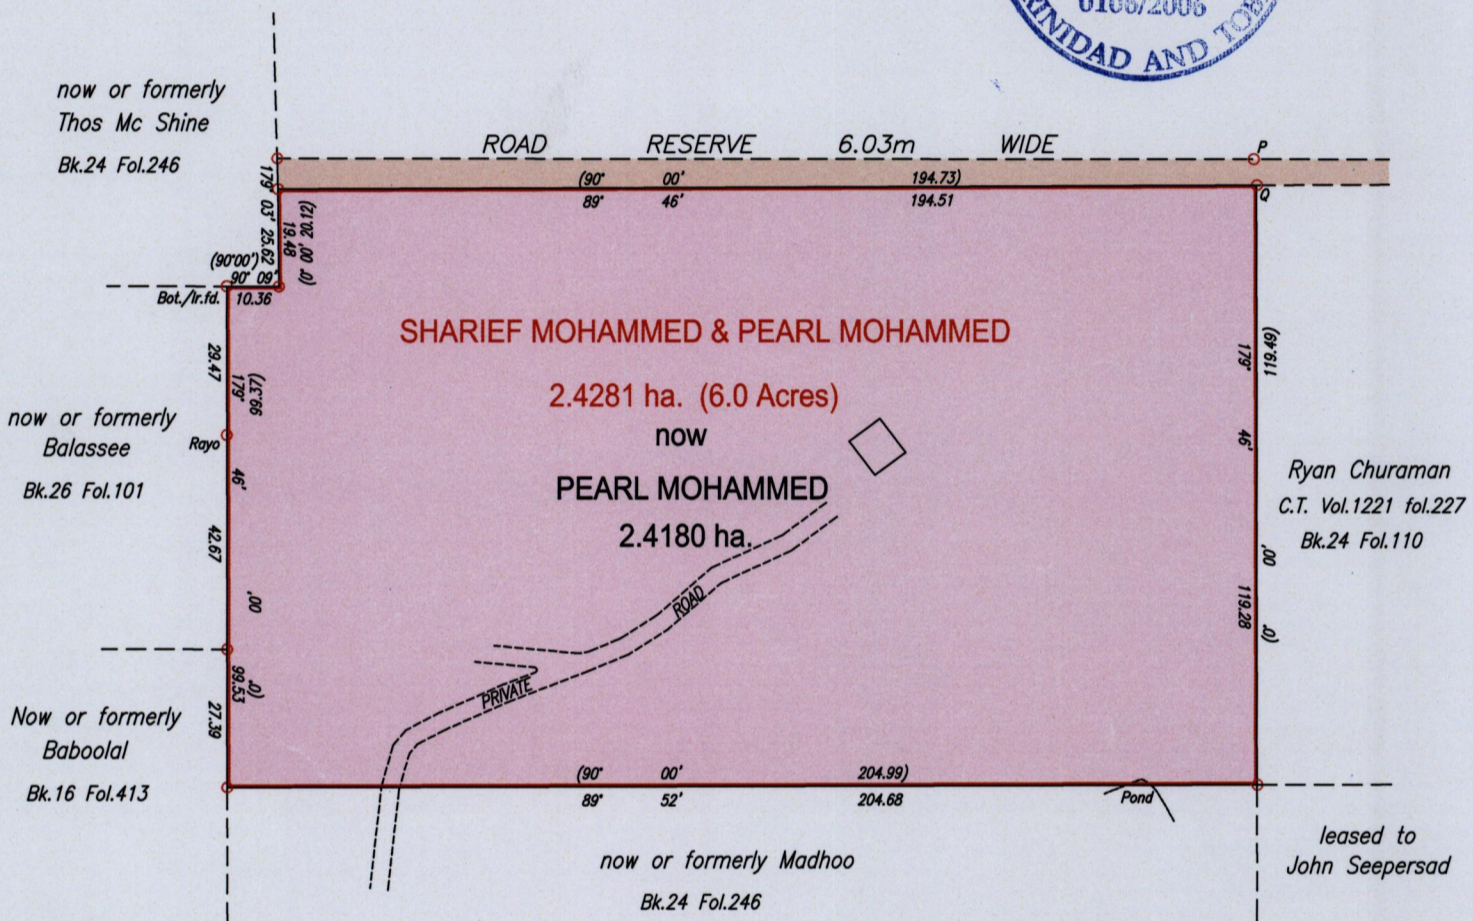 0106/2006
TRINIDAD AND TOB
now or formerly
Thos Mc Shine
Bk.24 Fol.246
ROAD RESERVE 6.03m WIDE
P
Q
(90° 00' 194.73)
89° 46' 194.51
179° 03' 25.62
19.48
(0° 00' 20.12)
(90°00')
90° 09'
Bot./Ir.fd. 10.36
SHARIEF MOHAMMED & PEARL MOHAMMED
2.4281 ha. (6.0 Acres)
now
PEARL MOHAMMED
2.4180 ha.
29.47
179° 46' 99.53
(0° 00' 99.37)
Rayo
42.67
27.39
now or formerly
Balassee
Bk.26 Fol.101
179° 46' 119.28
(0° 00' 119.49)
Ryan Churaman
C.T. Vol.1221 fol.227
Bk.24 Fol.110
PRIVATE ROAD
Now or formerly
Baboolal
Bk.16 Fol.413
(90° 00' 204.99)
89° 52' 204.68
Pond
now or formerly Madhoo
Bk.24 Fol.246
leased to
John Seepersad